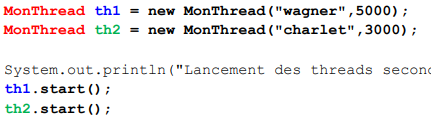 MonThread th1 = new MonThread("wagner",5000);
MonThread th2 = new MonThread("charlet",3000);
System.out.println("Lancement des threads
th1.start();
th2.start();